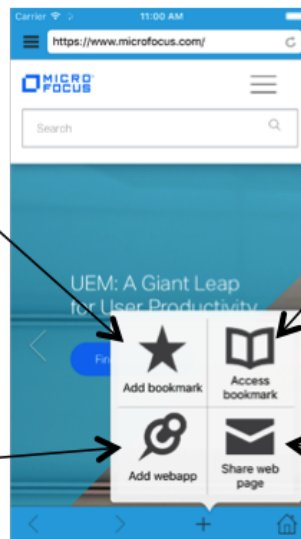 Carrier 11:00 AM
https://www.microfocus.com/
MICRO
FOCUS
Search
UEM: A Giant Leap
for User Productivity
Fin
Add bookmark
Access
bookmark
Add webapp
Share web
page